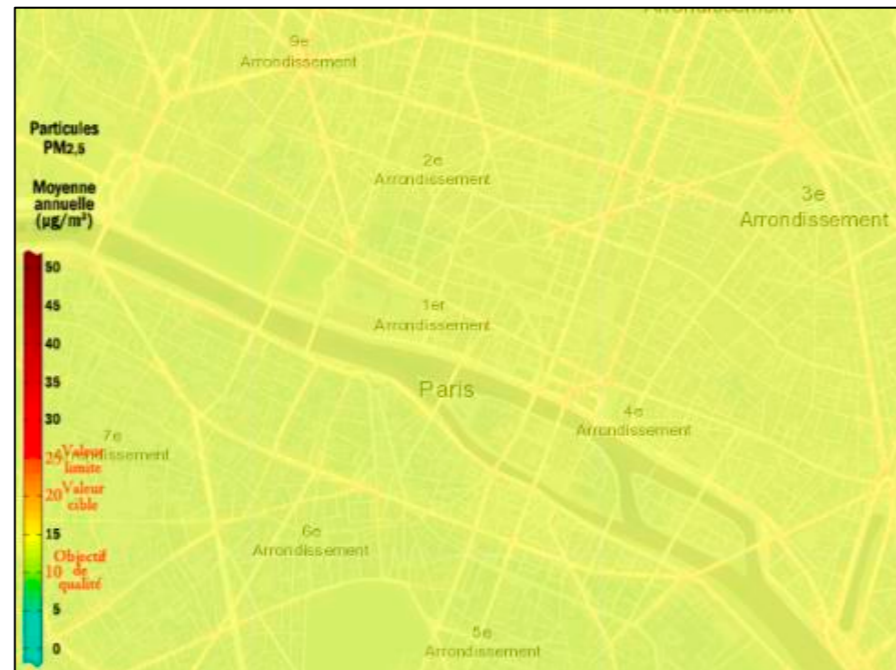 Arrondissement
9e
Arrondissement
2e
Arrondissement
3e
Arrondissement
1er
Arrondissement
Paris
4e
Arrondissement
7e
Arrondissement
6e
Arrondissement
5e
Arrondissement
Particules
PM2,5
Moyenne
annuelle
(µg/m³)
50
45
40
35
30
25 Valeur
limite
20 Valeur
cible
15
Objectif
10 de
qualité
5
0